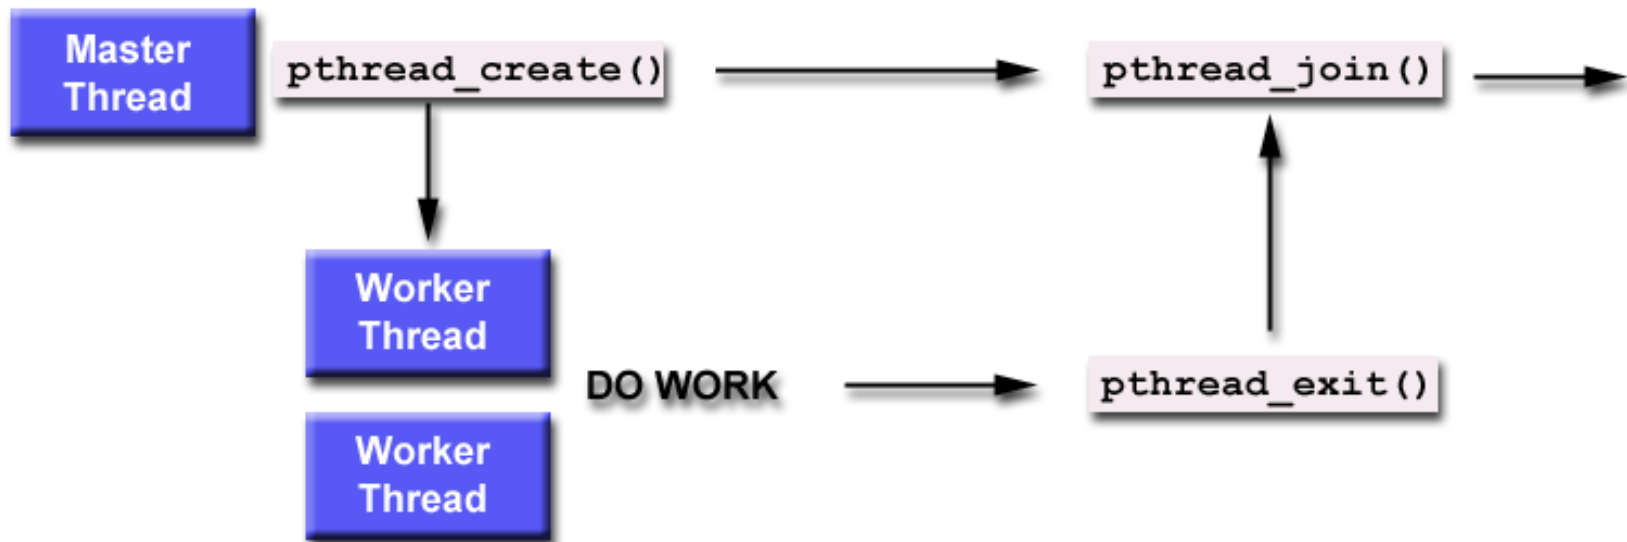 Master
Thread
pthread_create()
pthread_join()
Worker
Thread
DO WORK
pthread_exit()
Worker
Thread